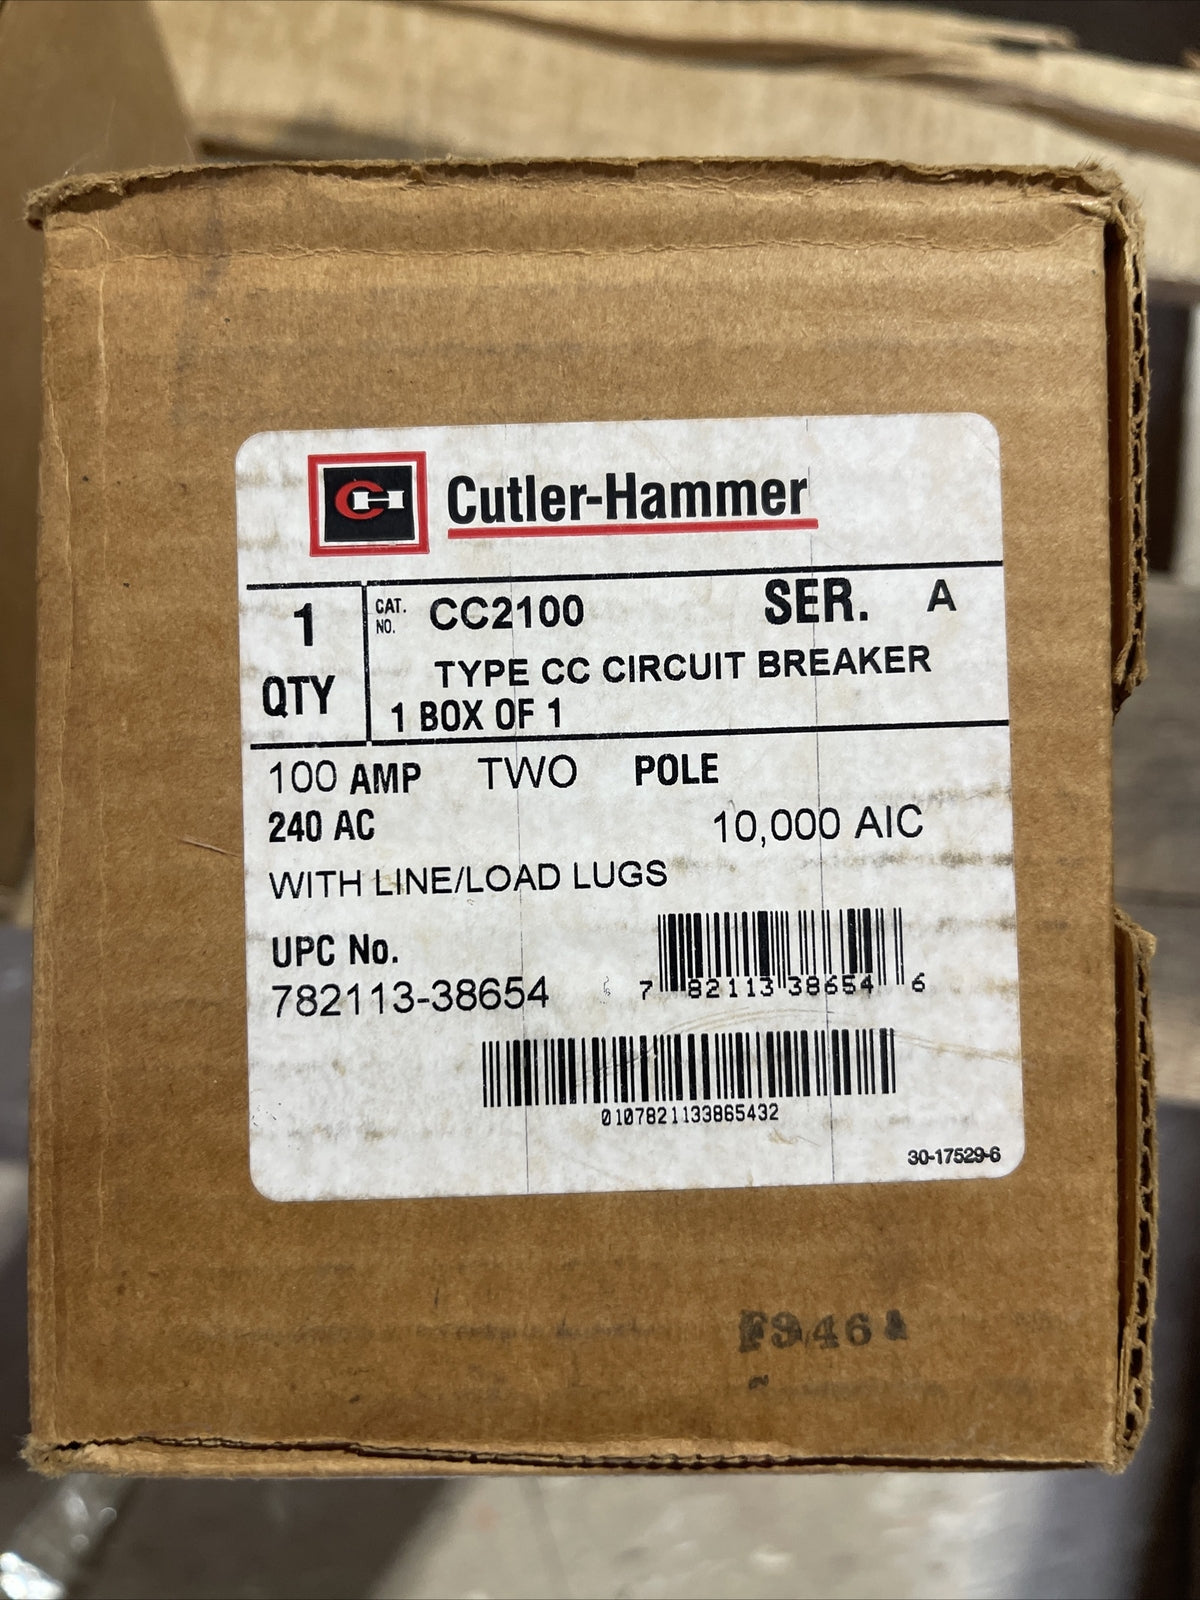 CH Cutler-Hammer
1 QTY
CAT. NO. CC2100 SER. A
TYPE CC CIRCUIT BREAKER
1 BOX OF 1
100 AMP TWO POLE
240 AC 10,000 AIC
WITH LINE/LOAD LUGS
UPC No.
782113-38654
7 82113 38654 6
0107821133865432
30-17529-6